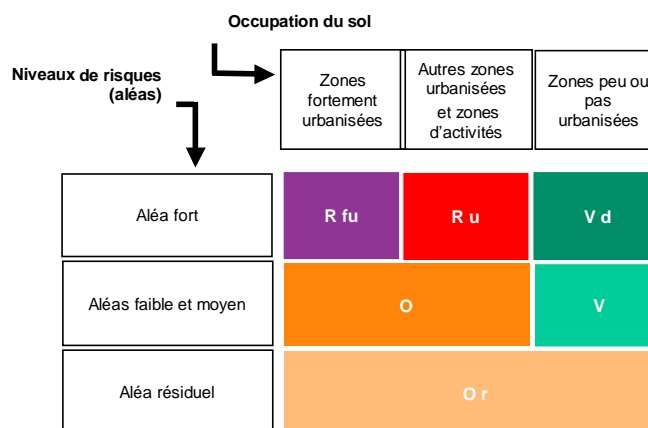 Occupation du sol
Niveaux de risques
(aléas)
Zones
fortement
urbanisées
Autres zones
urbanisées
et zones
d'activités
Zones peu ou
pas
urbanisées
Aléa fort
R fu
R u
V d
Aléas faible et moyen
O
V
Aléa résiduel
O r